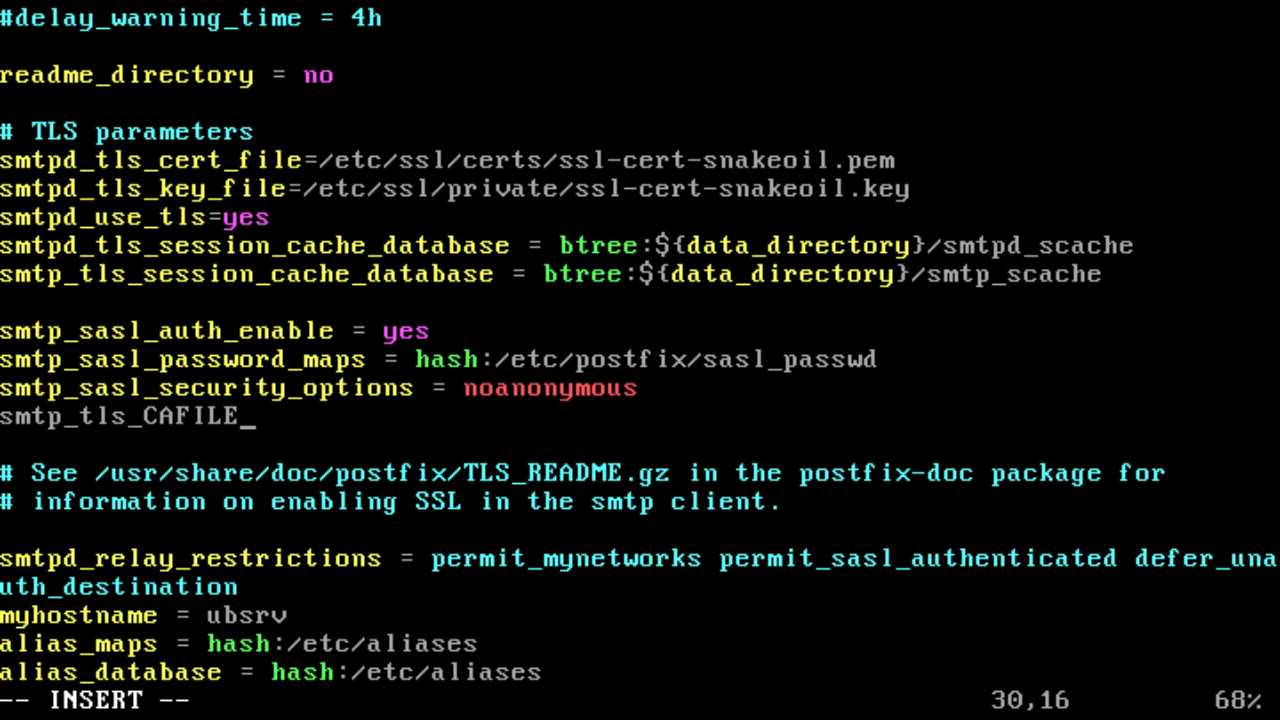 #delay_warning_time = 4h
readme_directory = no
# TLS parameters
smtpd_tls_cert_file=/etc/ssl/certs/ssl-cert-snakeoil.pem
smtpd_tls_key_file=/etc/ssl/private/ssl-cert-snakeoil.key
smtpd_use_tls=yes
smtpd_tls_session_cache_database = btree:${data_directory}/smtpd_scache
smtp_tls_session_cache_database = btree:${data_directory}/smtp_scache
smtp_sasl_auth_enable = yes
smtp_sasl_password_maps = hash:/etc/postfix/sasl_passwd
smtp_sasl_security_options = noanonymous
smtp_tls_CAFILE_
# See /usr/share/doc/postfix/TLS_README.gz in the postfix-doc package for
# information on enabling SSL in the smtp client.
smtpd_relay_restrictions = permit_mynetworks permit_sasl_authenticated defer_una
uth_destination
myhostname = ubsrv
alias_maps = hash:/etc/aliases
alias_database = hash:/etc/aliases
-- INSERT -- 30,16 68%